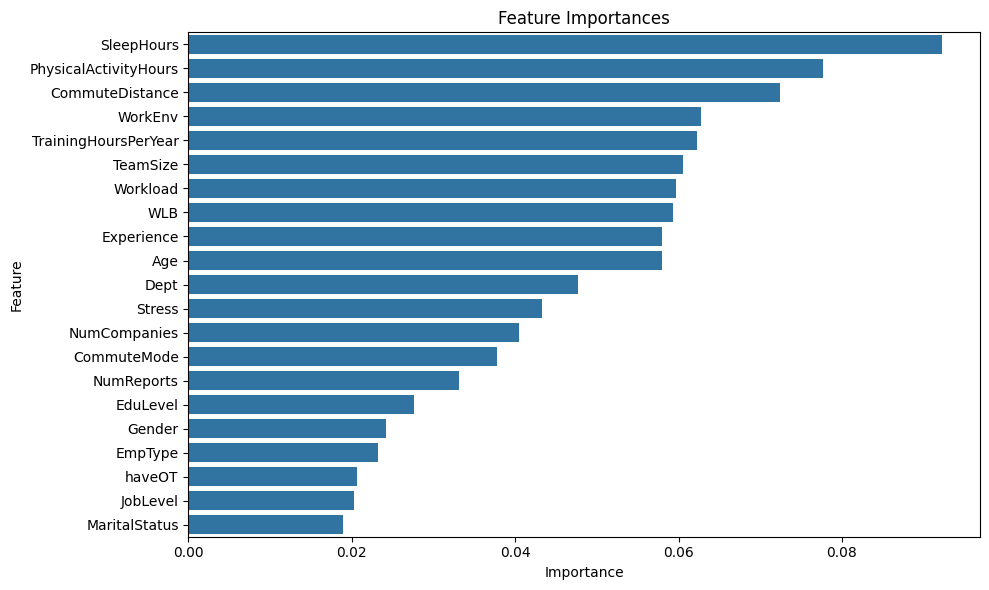 Feature Importances
Feature
SleepHours
PhysicalActivityHours
CommuteDistance
WorkEnv
TrainingHoursPerYear
TeamSize
Workload
WLB
Experience
Age
Dept
Stress
NumCompanies
CommuteMode
NumReports
EduLevel
Gender
EmpType
haveOT
JobLevel
MaritalStatus
0.00 0.02 0.04 0.06 0.08
Importance